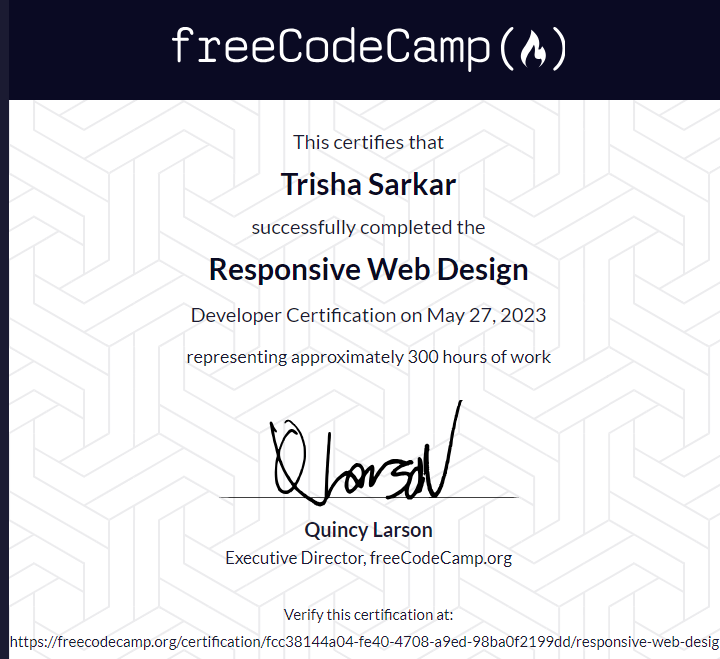 freeCodeCamp
This certifies that
Trisha Sarkar
successfully completed the
Responsive Web Design
Developer Certification on May 27, 2023
representing approximately 300 hours of work
Q Larson
Quincy Larson
Executive Director, freeCodeCamp.org
Verify this certification at:
https://freecodecamp.org/certification/fcc38144a04-fe40-4708-a9ed-98ba0f2199dd/responsive-web-desig